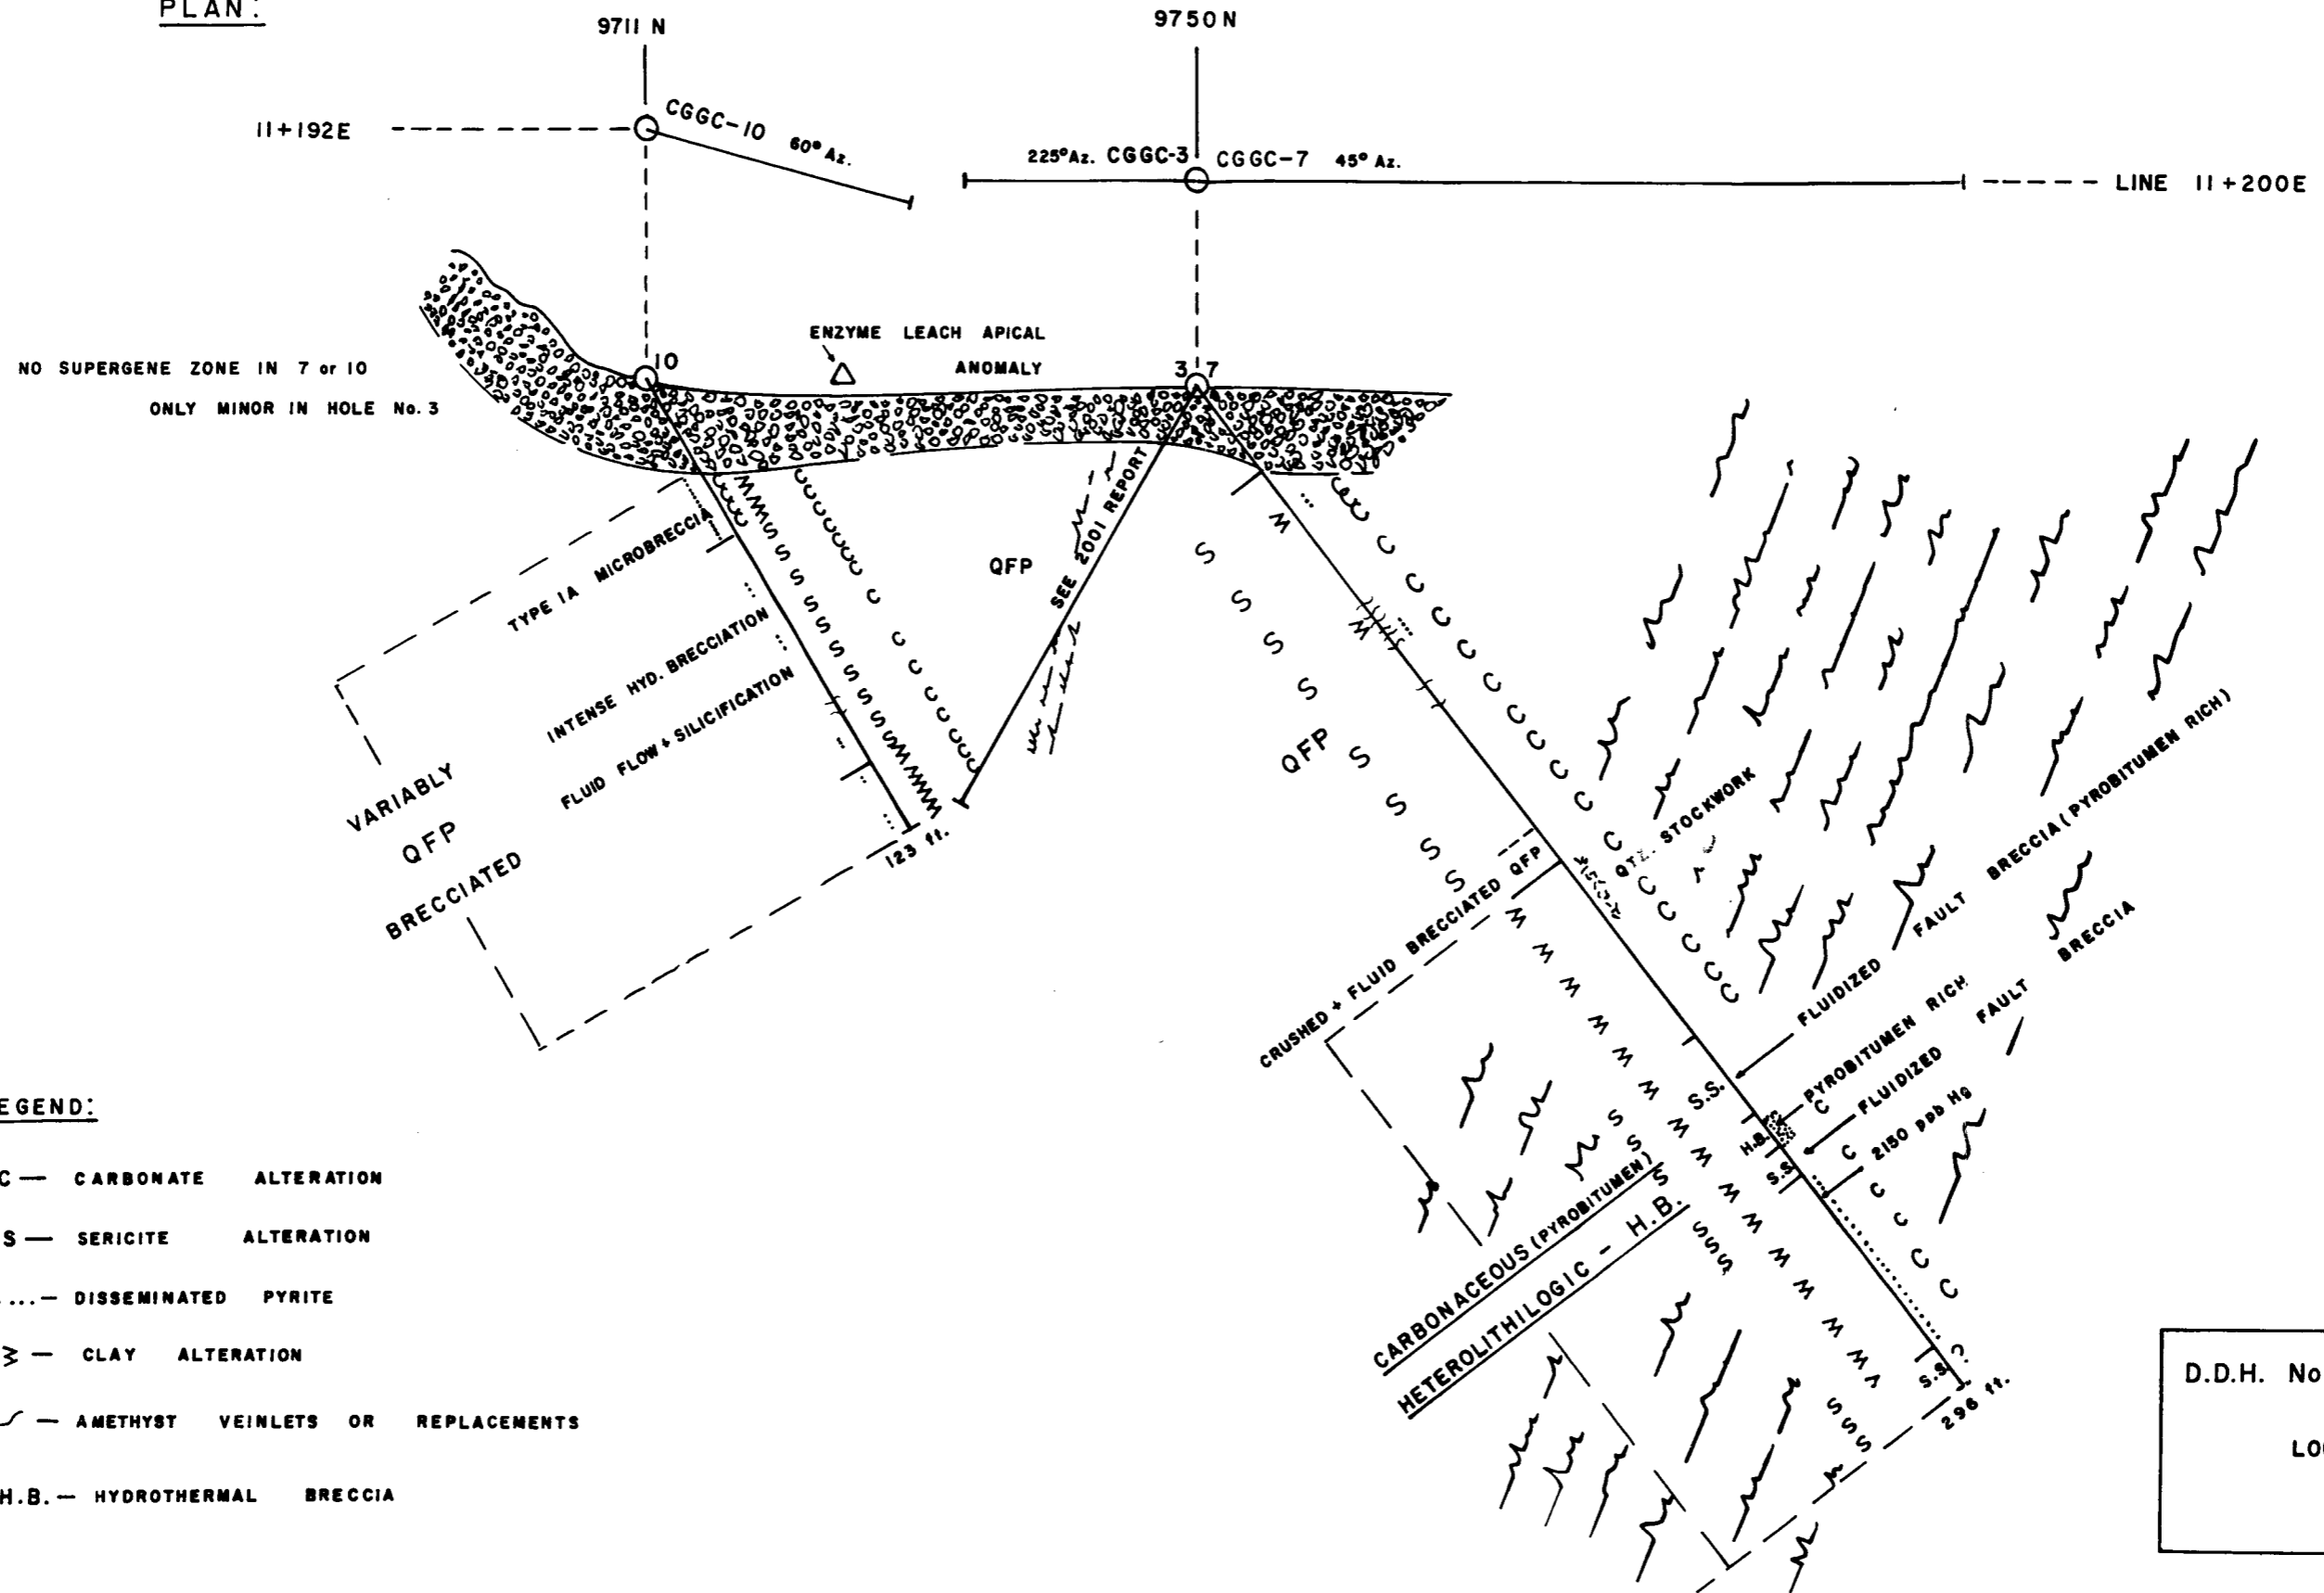 PLAN:
9711 N
9750 N
11+192E
CGGC-10 60° Az.
225° Az. CGGC-3
CGGC-7 45° Az.
LINE 11+200E
ENZYME LEACH APICAL
ANOMALY
NO SUPERGENE ZONE IN 7 or 10
ONLY MINOR IN HOLE No. 3
10
3 7
TYPE 1A MICROBRECCIA
INTENSE HYD. BRECCIATION
FLUID FLOW + SILICIFICATION
VARIABLY
QFP
BRECCIATED
123 ft.
QFP
SEE 2001 REPORT
QFP
QTZ. STOCKWORK
CRUSHED + FLUID BRECCIATED QFP
FLUIDIZED FAULT BRECCIA (PYROBITUMEN RICH)
PYROBITUMEN RICH
FLUIDIZED FAULT BRECCIA
2150 ppb Hg
S.S.
H.B.
S.S.
S.S.
296 ft.
CARBONACEOUS (PYROBITUMEN)
HETEROLITHILOGIC - H.B.
EGEND:
C — CARBONATE ALTERATION
S — SERICITE ALTERATION
....— DISSEMINATED PYRITE
— CLAY ALTERATION
— AMETHYST VEINLETS OR REPLACEMENTS
H.B.— HYDROTHERMAL BRECCIA
D.D.H. No
LO